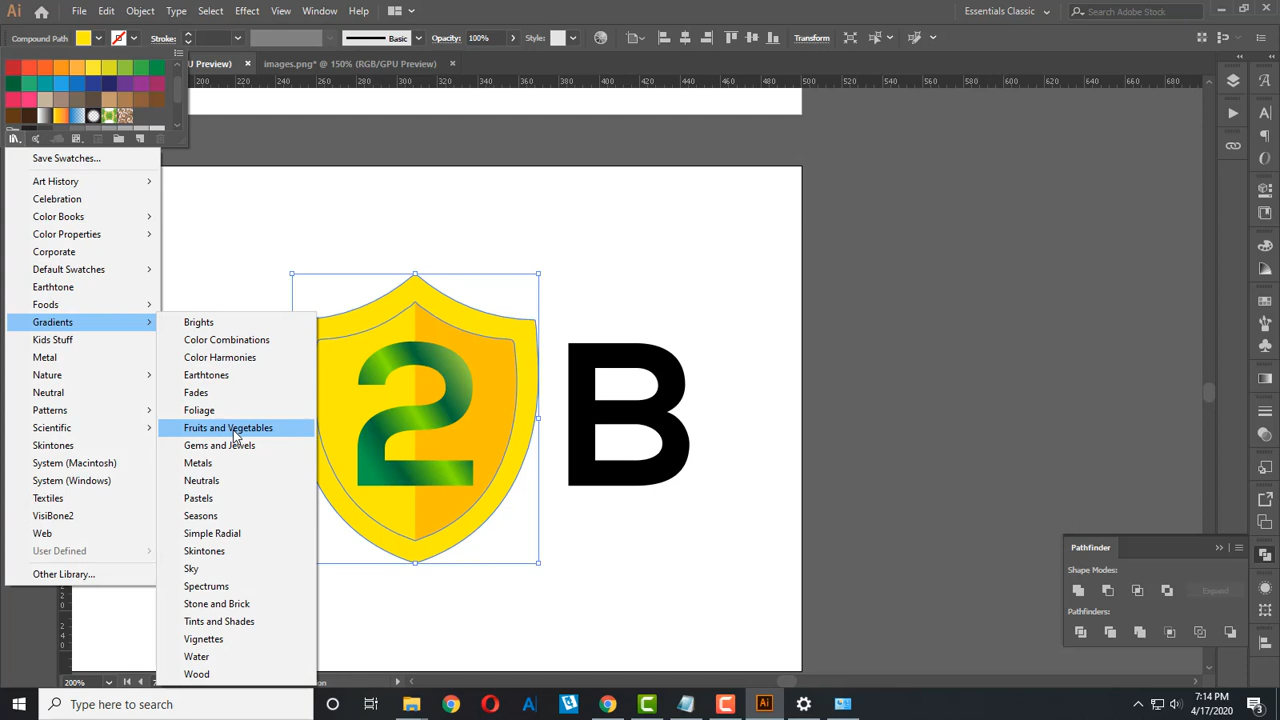 Ai File Edit Object Type Select Effect View Window Help Essentials Classic Search Adobe Stock
Compound Path Stroke: Basic Opacity: 100% Style: Transform
U Preview) × images.png* @ 150% (RGB/GPU Preview) ×
200 220 240 260 280 300 320 340 360 380 400 420 440 460 480 500 520 540 560 580 600 620 640 660 680
Save Swatches...
Art History
Celebration
Color Books
Color Properties
Corporate
Default Swatches
Earthtone
Foods
Gradients
Kids Stuff
Metal
Nature
Neutral
Patterns
Scientific
Skintones
System (Macintosh)
System (Windows)
Textiles
VisiBone2
Web
User Defined
Other Library...
Brights
Color Combinations
Color Harmonies
Earthtones
Fades
Foliage
Fruits and Vegetables
Gems and Jewels
Metals
Neutrals
Pastels
Seasons
Simple Radial
Skintones
Sky
Spectrums
Stone and Brick
Tints and Shades
Vignettes
Water
Wood
2 B
Pathfinder
Shape Modes:
Expand
Pathfinders:
200%
Type here to search
7:14 PM
4/17/2020